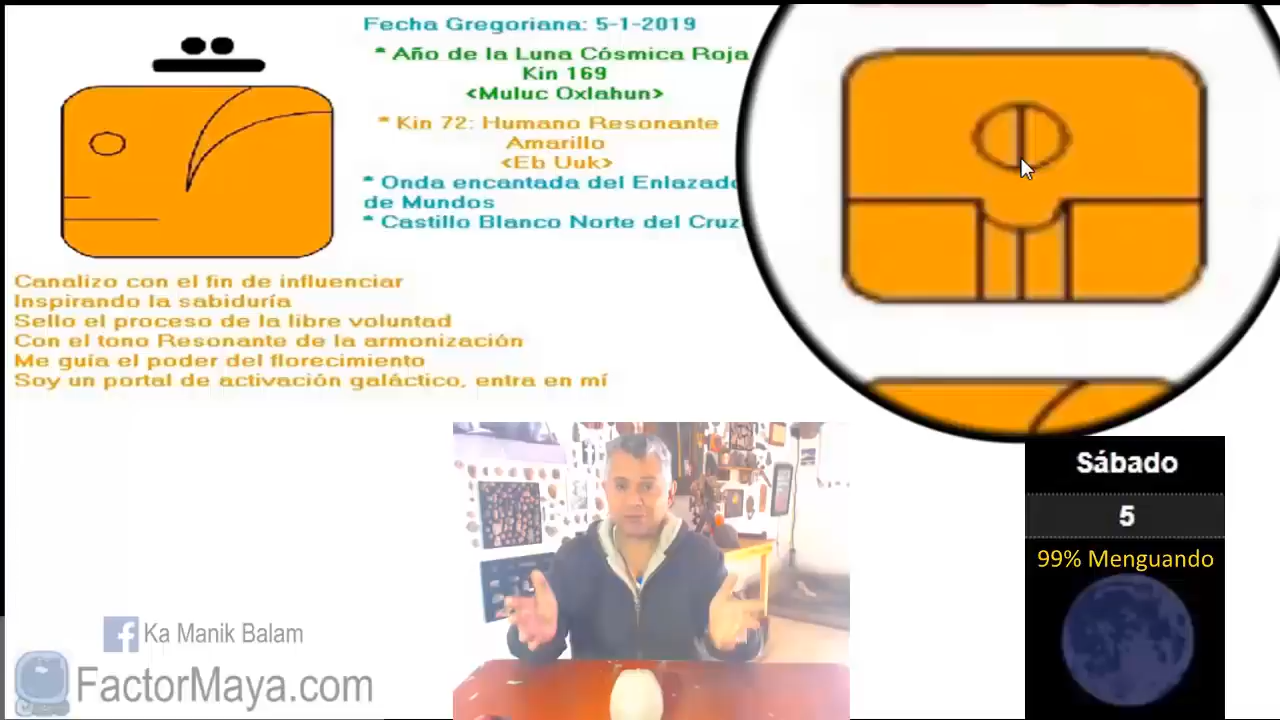 Fecha Gregoriana: 5-1-2019
* Año de la Luna Cósmica Roja
Kin 169
<Muluc Oxlahun>
* Kin 72: Humano Resonante
Amarillo
<Eb Uuk>
* Onda encantada del Enlazado
de Mundos
* Castillo Blanco Norte del Cruz
Canalizo con el fin de influenciar
Inspirando la sabiduría
Sello el proceso de la libre voluntad
Con el tono Resonante de la armonización
Me guía el poder del florecimiento
Soy un portal de activación galáctico, entra en mí
Sábado
5
99% Menguando
Ka Manik Balam
FactorMaya.com